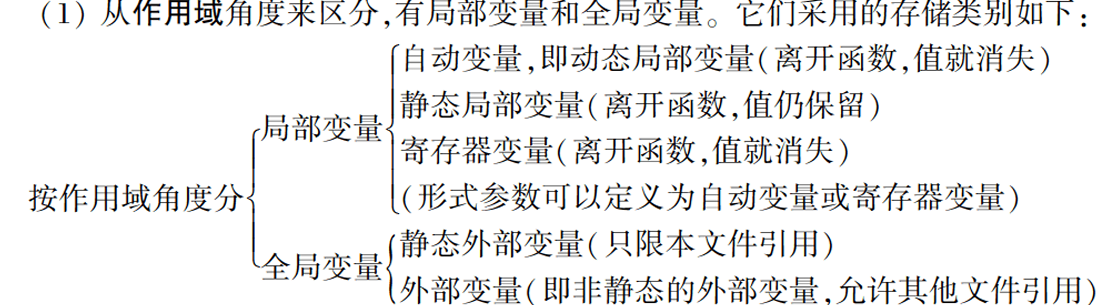 (1) 从作用域角度来区分,有局部变量和全局变量。它们采用的存储类别如下:
自动变量,即动态局部变量(离开函数,值就消失)
静态局部变量(离开函数,值仍保留)
局部变量
寄存器变量(离开函数,值就消失)
按作用域角度分
(形式参数可以定义为自动变量或寄存器变量)
静态外部变量(只限本文件引用)
全局变量
外部变量(即非静态的外部变量,允许其他文件引用)